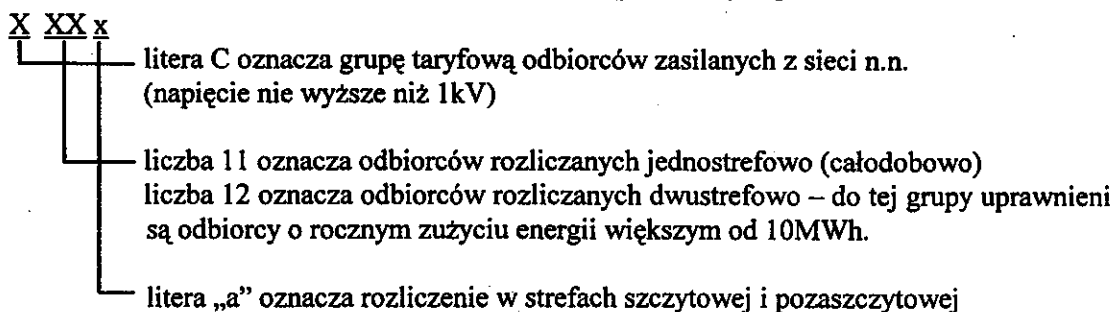 X XX x
litera C oznacza grupę taryfową odbiorców zasilanych z sieci n.n.
(napięcie nie wyższe niż 1kV)
liczba 11 oznacza odbiorców rozliczanych jednostrefowo (całodobowo)
liczba 12 oznacza odbiorców rozliczanych dwustrefowo – do tej grupy uprawnieni
są odbiorcy o rocznym zużyciu energii większym od 10MWh.
litera „a” oznacza rozliczenie w strefach szczytowej i pozaszczytowej